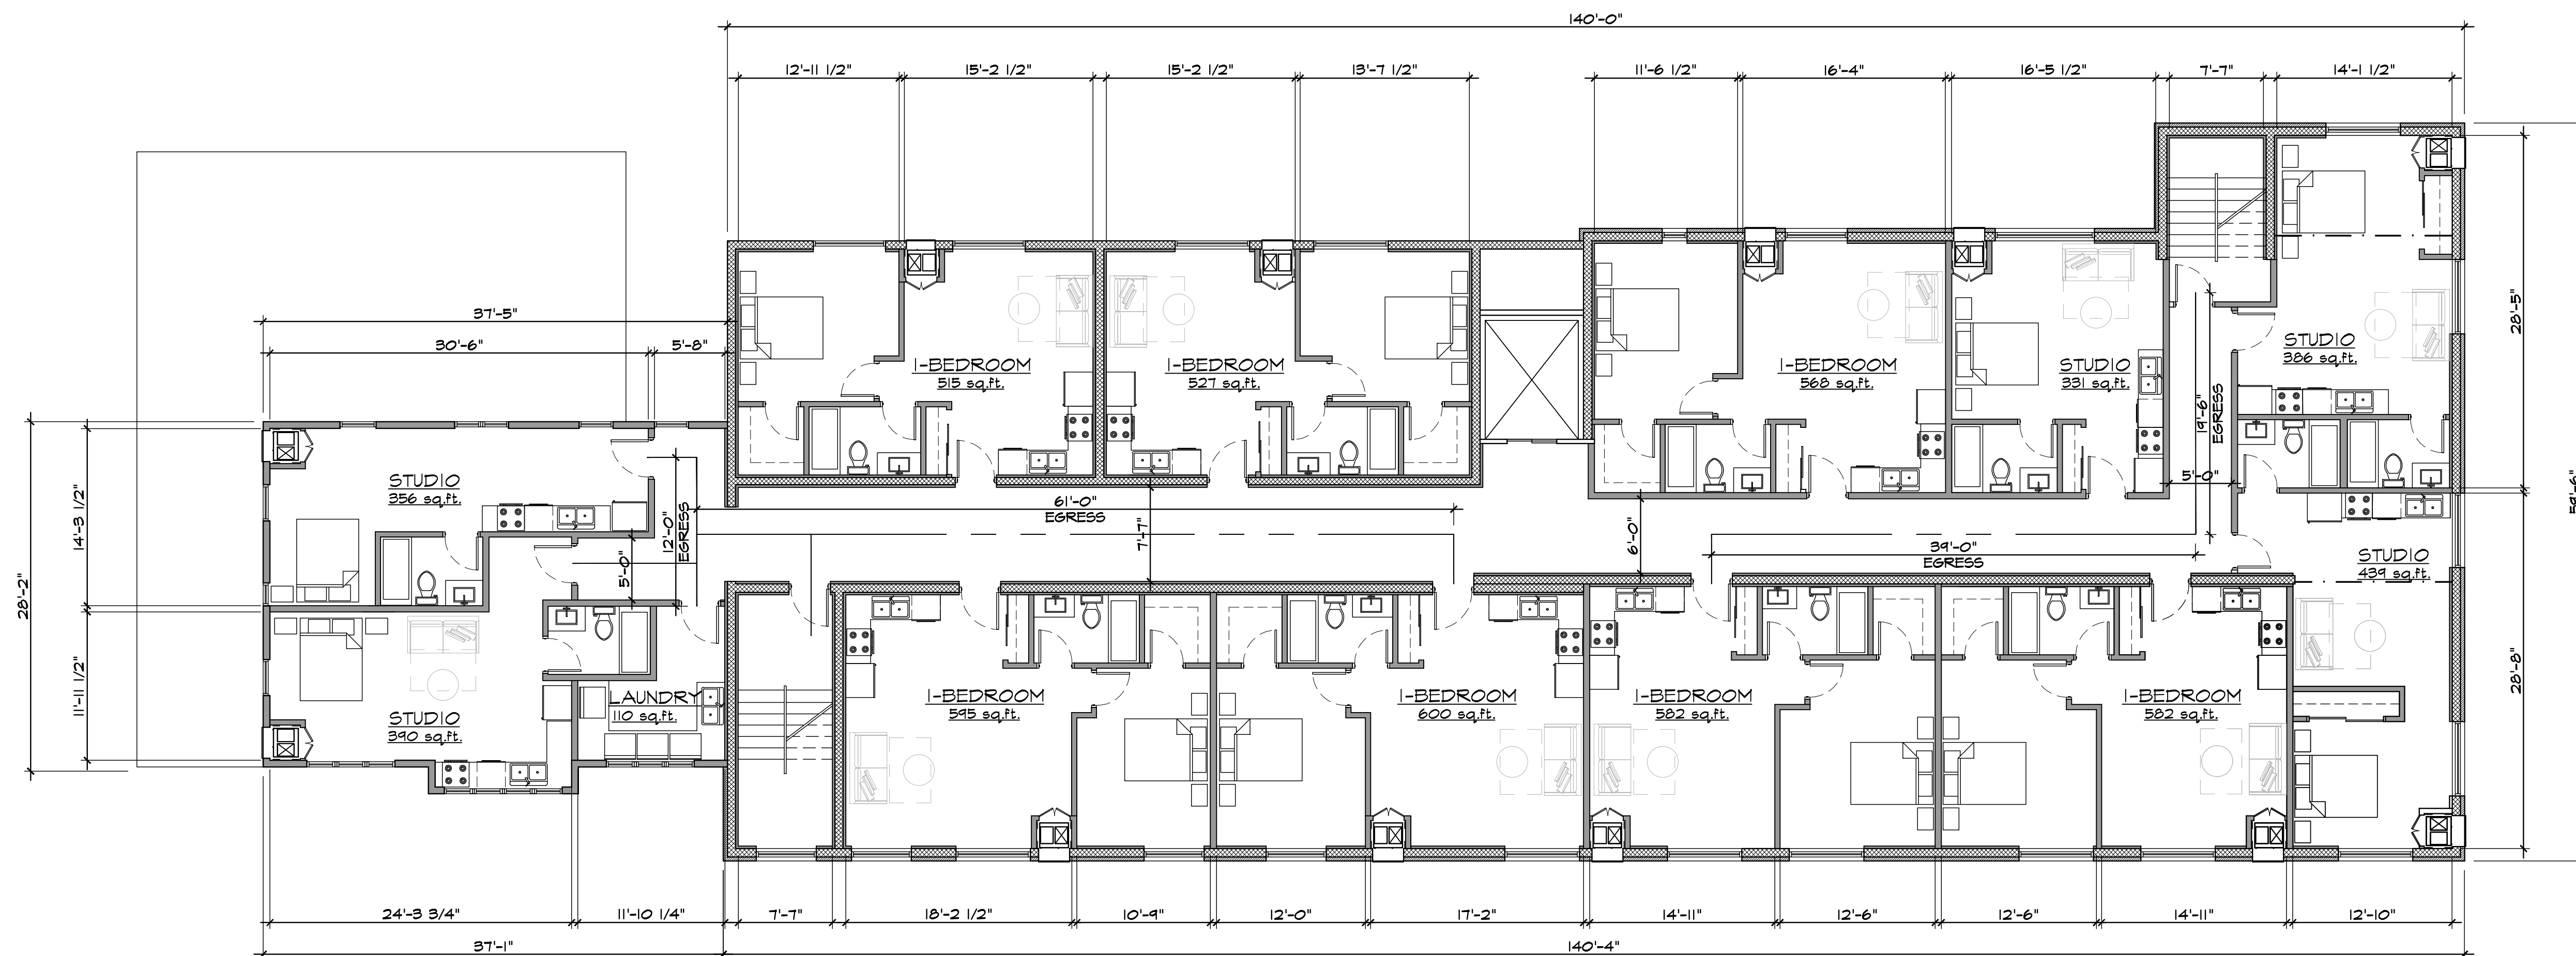 140'-0"
12'-11 1/2"
15'-2 1/2"
15'-2 1/2"
13'-7 1/2"
11'-6 1/2"
16'-4"
16'-5 1/2"
7'-7"
14'-1 1/2"
37'-5"
30'-6"
5'-8"
28'-5"
59'-6"
1-BEDROOM
515 sq.ft.
1-BEDROOM
527 sq.ft.
1-BEDROOM
568 sq.ft.
STUDIO
331 sq.ft.
STUDIO
386 sq.ft.
19'-6"
EGRESS
5'-0"
STUDIO
356 sq.ft.
14'-3 1/2"
28'-2"
12'-0"
EGRESS
5'-0"
61'-0"
EGRESS
7'-7"
6'-0"
39'-0"
EGRESS
STUDIO
439 sq.ft.
11'-11 1/2"
28'-8"
STUDIO
390 sq.ft.
LAUNDRY
110 sq.ft.
1-BEDROOM
595 sq.ft.
1-BEDROOM
600 sq.ft.
1-BEDROOM
582 sq.ft.
1-BEDROOM
582 sq.ft.
24'-3 3/4"
11'-10 1/4"
7'-7"
18'-2 1/2"
10'-9"
12'-0"
17'-2"
14'-11"
12'-6"
12'-6"
14'-11"
12'-10"
37'-1"
140'-4"